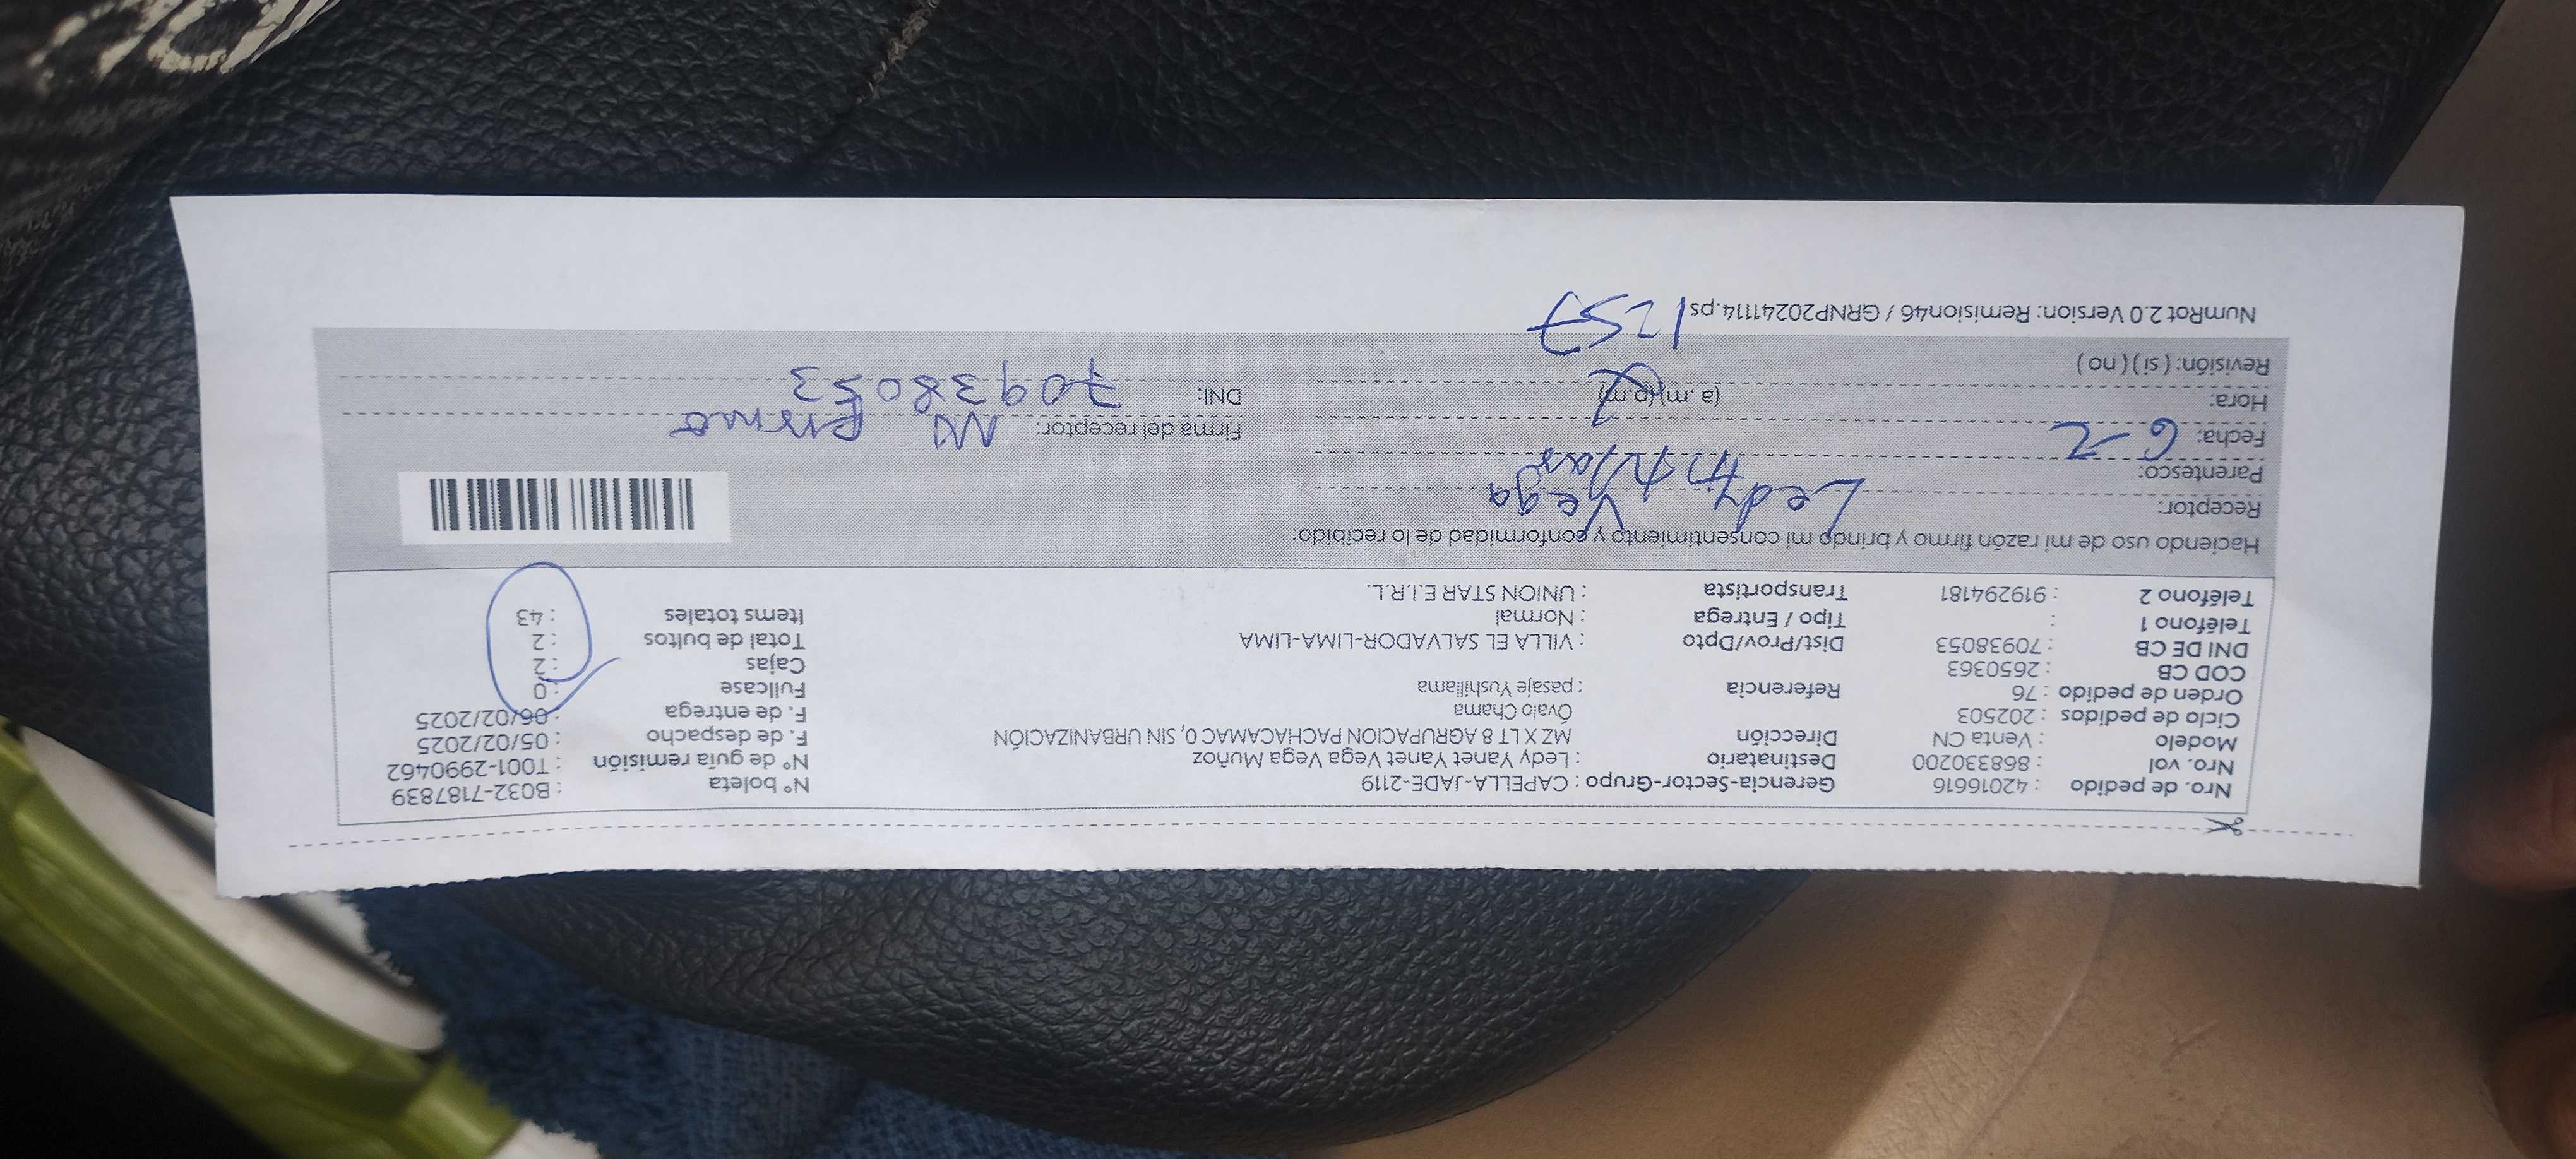 Nro. de pedido : 42016616 Gerencia-Sector-Grupo : CAPELLA-JADE-2119 N° boleta : B032-7187839
Nro. vol : 868330200 Destinatario : Ledy Yanet Yanet Vega Vega Muñoz N° de guía remisión : T001-2990462
Modelo : Venta CN Dirección MZ X LT 8 AGRUPACION PACHACAMAC 0, SIN URBANIZACIÓN F. de despacho : 05/02/2025
Ciclo de pedidos : 202503 Óvalo Chama F. de entrega : 06/02/2025
Orden de pedido : 76 Referencia : pasaje Yushillama Fullcase : 0
COD CB : 2650363 Cajas : 2
DNI DE CB : 70938053 Dist/Prov/Dpto : VILLA EL SALVADOR-LIMA-LIMA Total de bultos : 2
Teléfono 1 : Tipo / Entrega : Normal Items totales : 43
Teléfono 2 : 919294181 Transportista : UNION STAR E.I.R.L.
Haciendo uso de mi razón firmo y brindo mi consentimiento y conformidad de lo recibido:
Receptor: Ledy Vega
Parentesco:
Fecha: 6-2 Firma del receptor:
Hora: (a. m) (p.m) DNI: 70938053
Revisión: ( si ) ( no )
1257
NumRot 2.0 Version: Remision46 / GRNP20241114.ps